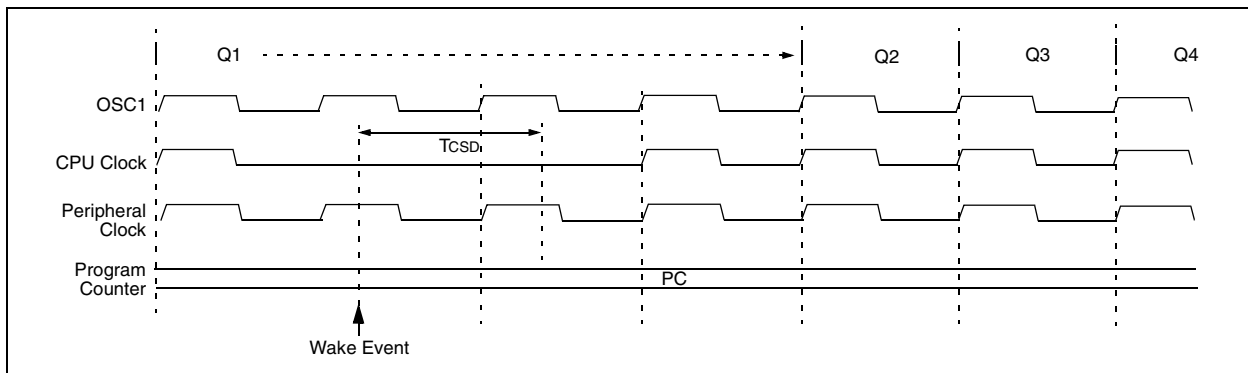 Q1 Q2 Q3 Q4
OSC1
TCSD
CPU Clock
Peripheral
Clock
Program
Counter
PC
Wake Event